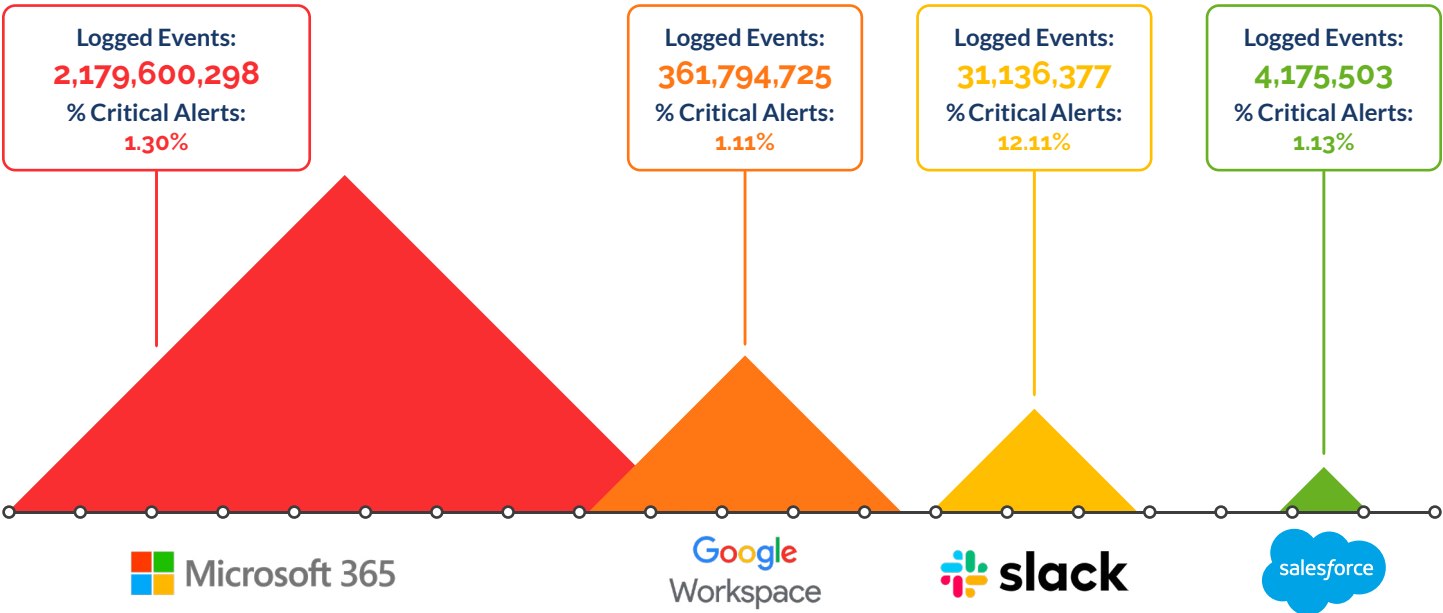 Logged Events:
2,179,600,298
% Critical Alerts:
1.30%
Logged Events:
361,794,725
% Critical Alerts:
1.11%
Logged Events:
31,136,377
% Critical Alerts:
12.11%
Logged Events:
4,175,503
% Critical Alerts:
1.13%
Microsoft 365
Google
Workspace
slack
salesforce